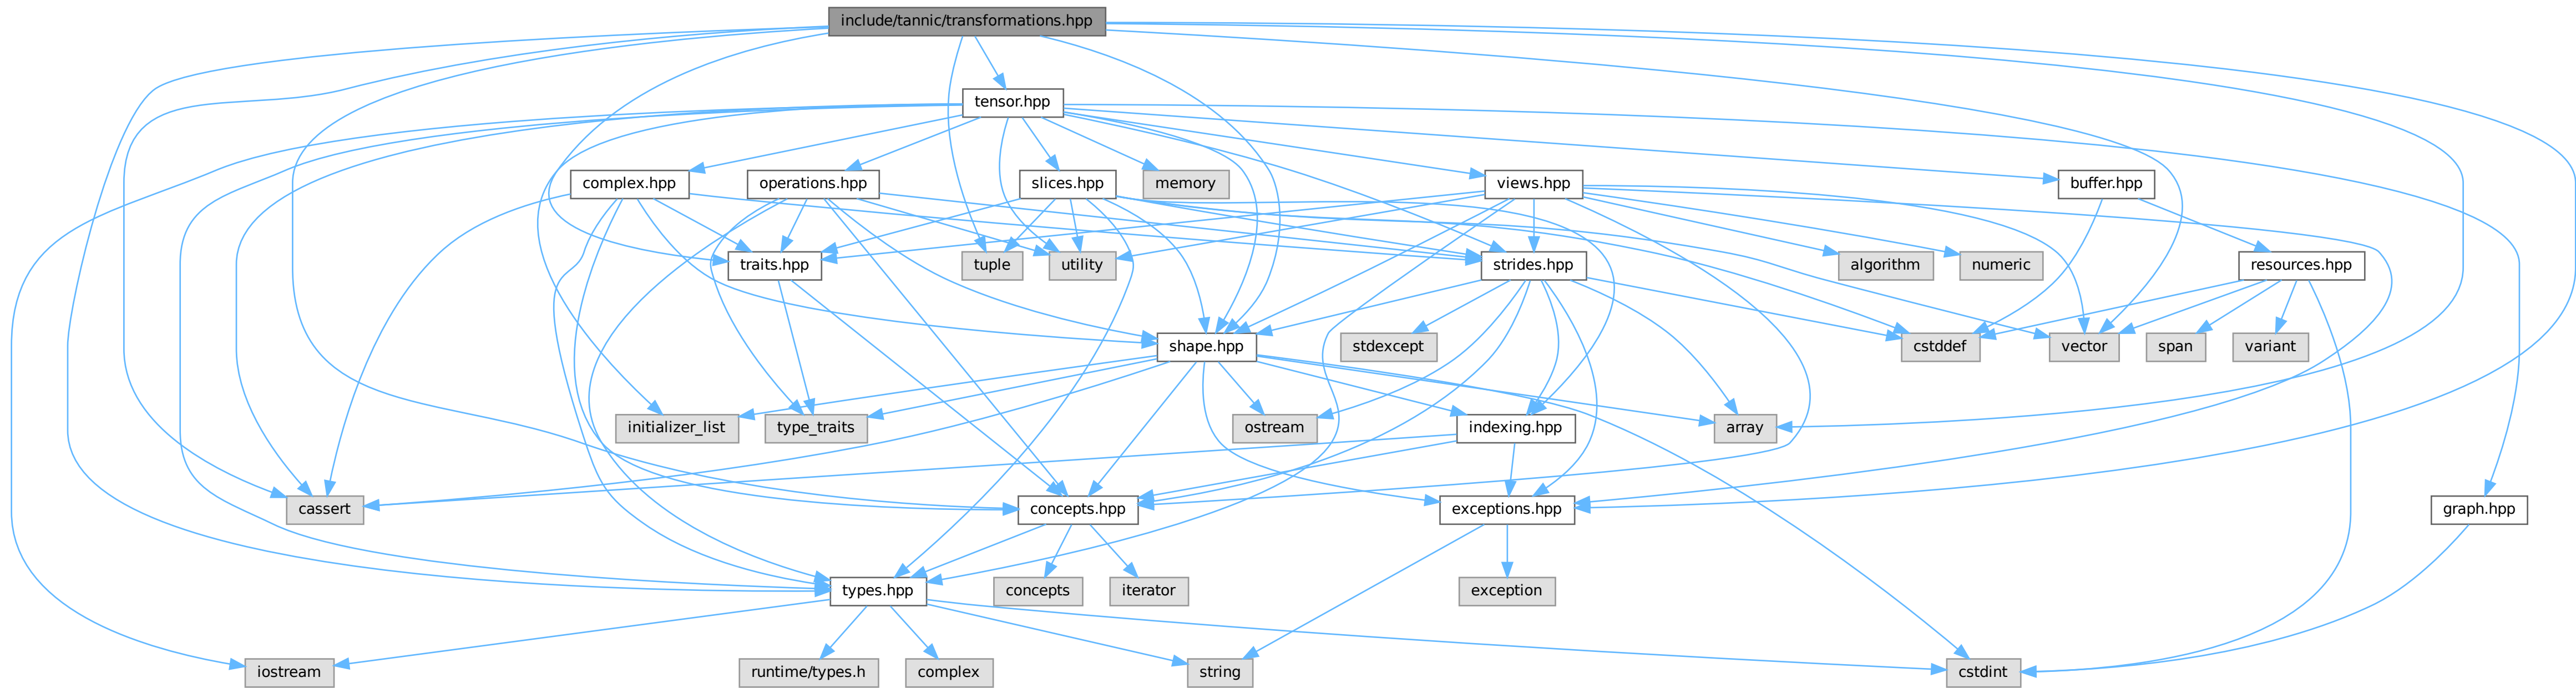 include/tannic/transformations.hpp
tensor.hpp
complex.hpp
operations.hpp
slices.hpp
memory
views.hpp
buffer.hpp
traits.hpp
tuple
utility
strides.hpp
algorithm
numeric
resources.hpp
shape.hpp
stdexcept
cstddef
vector
span
variant
initializer_list
type_traits
ostream
indexing.hpp
array
cassert
concepts.hpp
exceptions.hpp
graph.hpp
types.hpp
concepts
iterator
exception
iostream
runtime/types.h
complex
string
cstdint